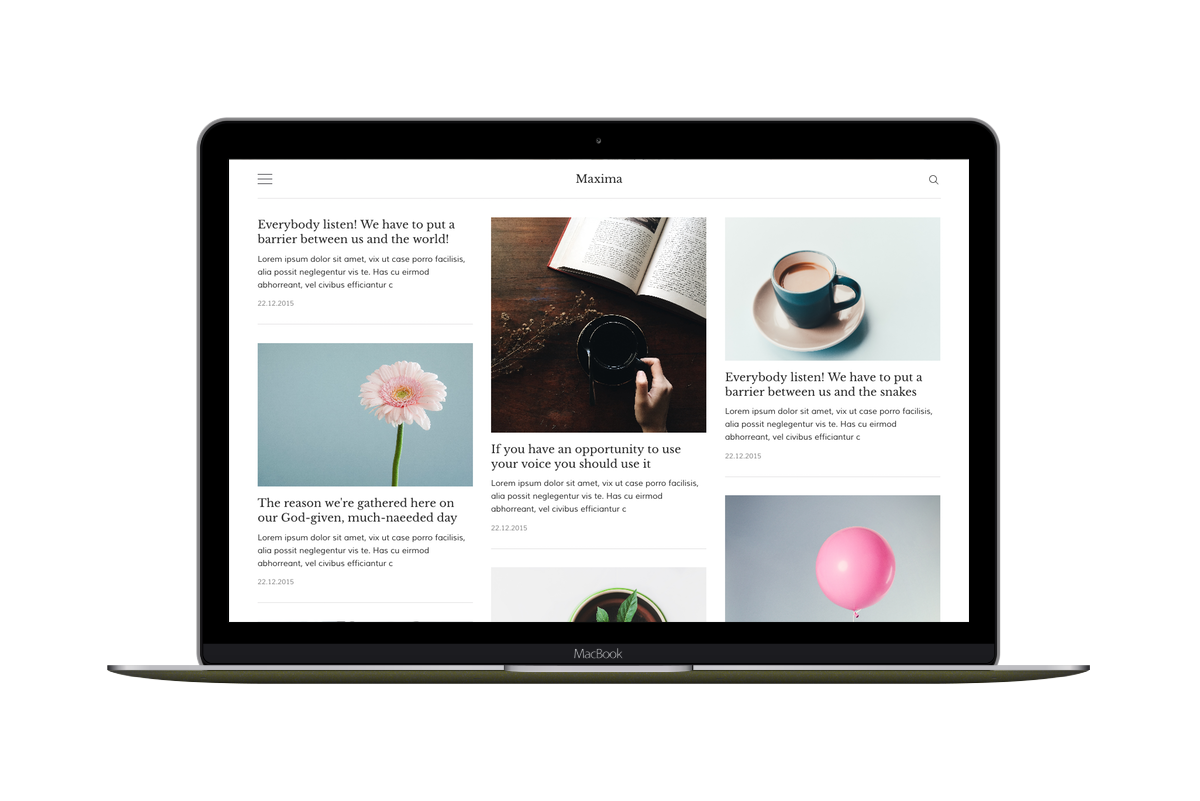 Maxima
Everybody listen! We have to put a
barrier between us and the world!
Lorem ipsum dolor sit amet, vix ut case porro facilisis,
alia possit neglegentur vis te. Has cu eirmod
abhorreant, vel civibus efficiantur c
22.12.2015
The reason we're gathered here on
our God-given, much-naeeded day
Lorem ipsum dolor sit amet, vix ut case porro facilisis,
alia possit neglegentur vis te. Has cu eirmod
abhorreant, vel civibus efficiantur c
22.12.2015
If you have an opportunity to use
your voice you should use it
Lorem ipsum dolor sit amet, vix ut case porro facilisis,
alia possit neglegentur vis te. Has cu eirmod
abhorreant, vel civibus efficiantur c
22.12.2015
Everybody listen! We have to put a
barrier between us and the snakes
Lorem ipsum dolor sit amet, vix ut case porro facilisis,
alia possit neglegentur vis te. Has cu eirmod
abhorreant, vel civibus efficiantur c
22.12.2015
MacBook